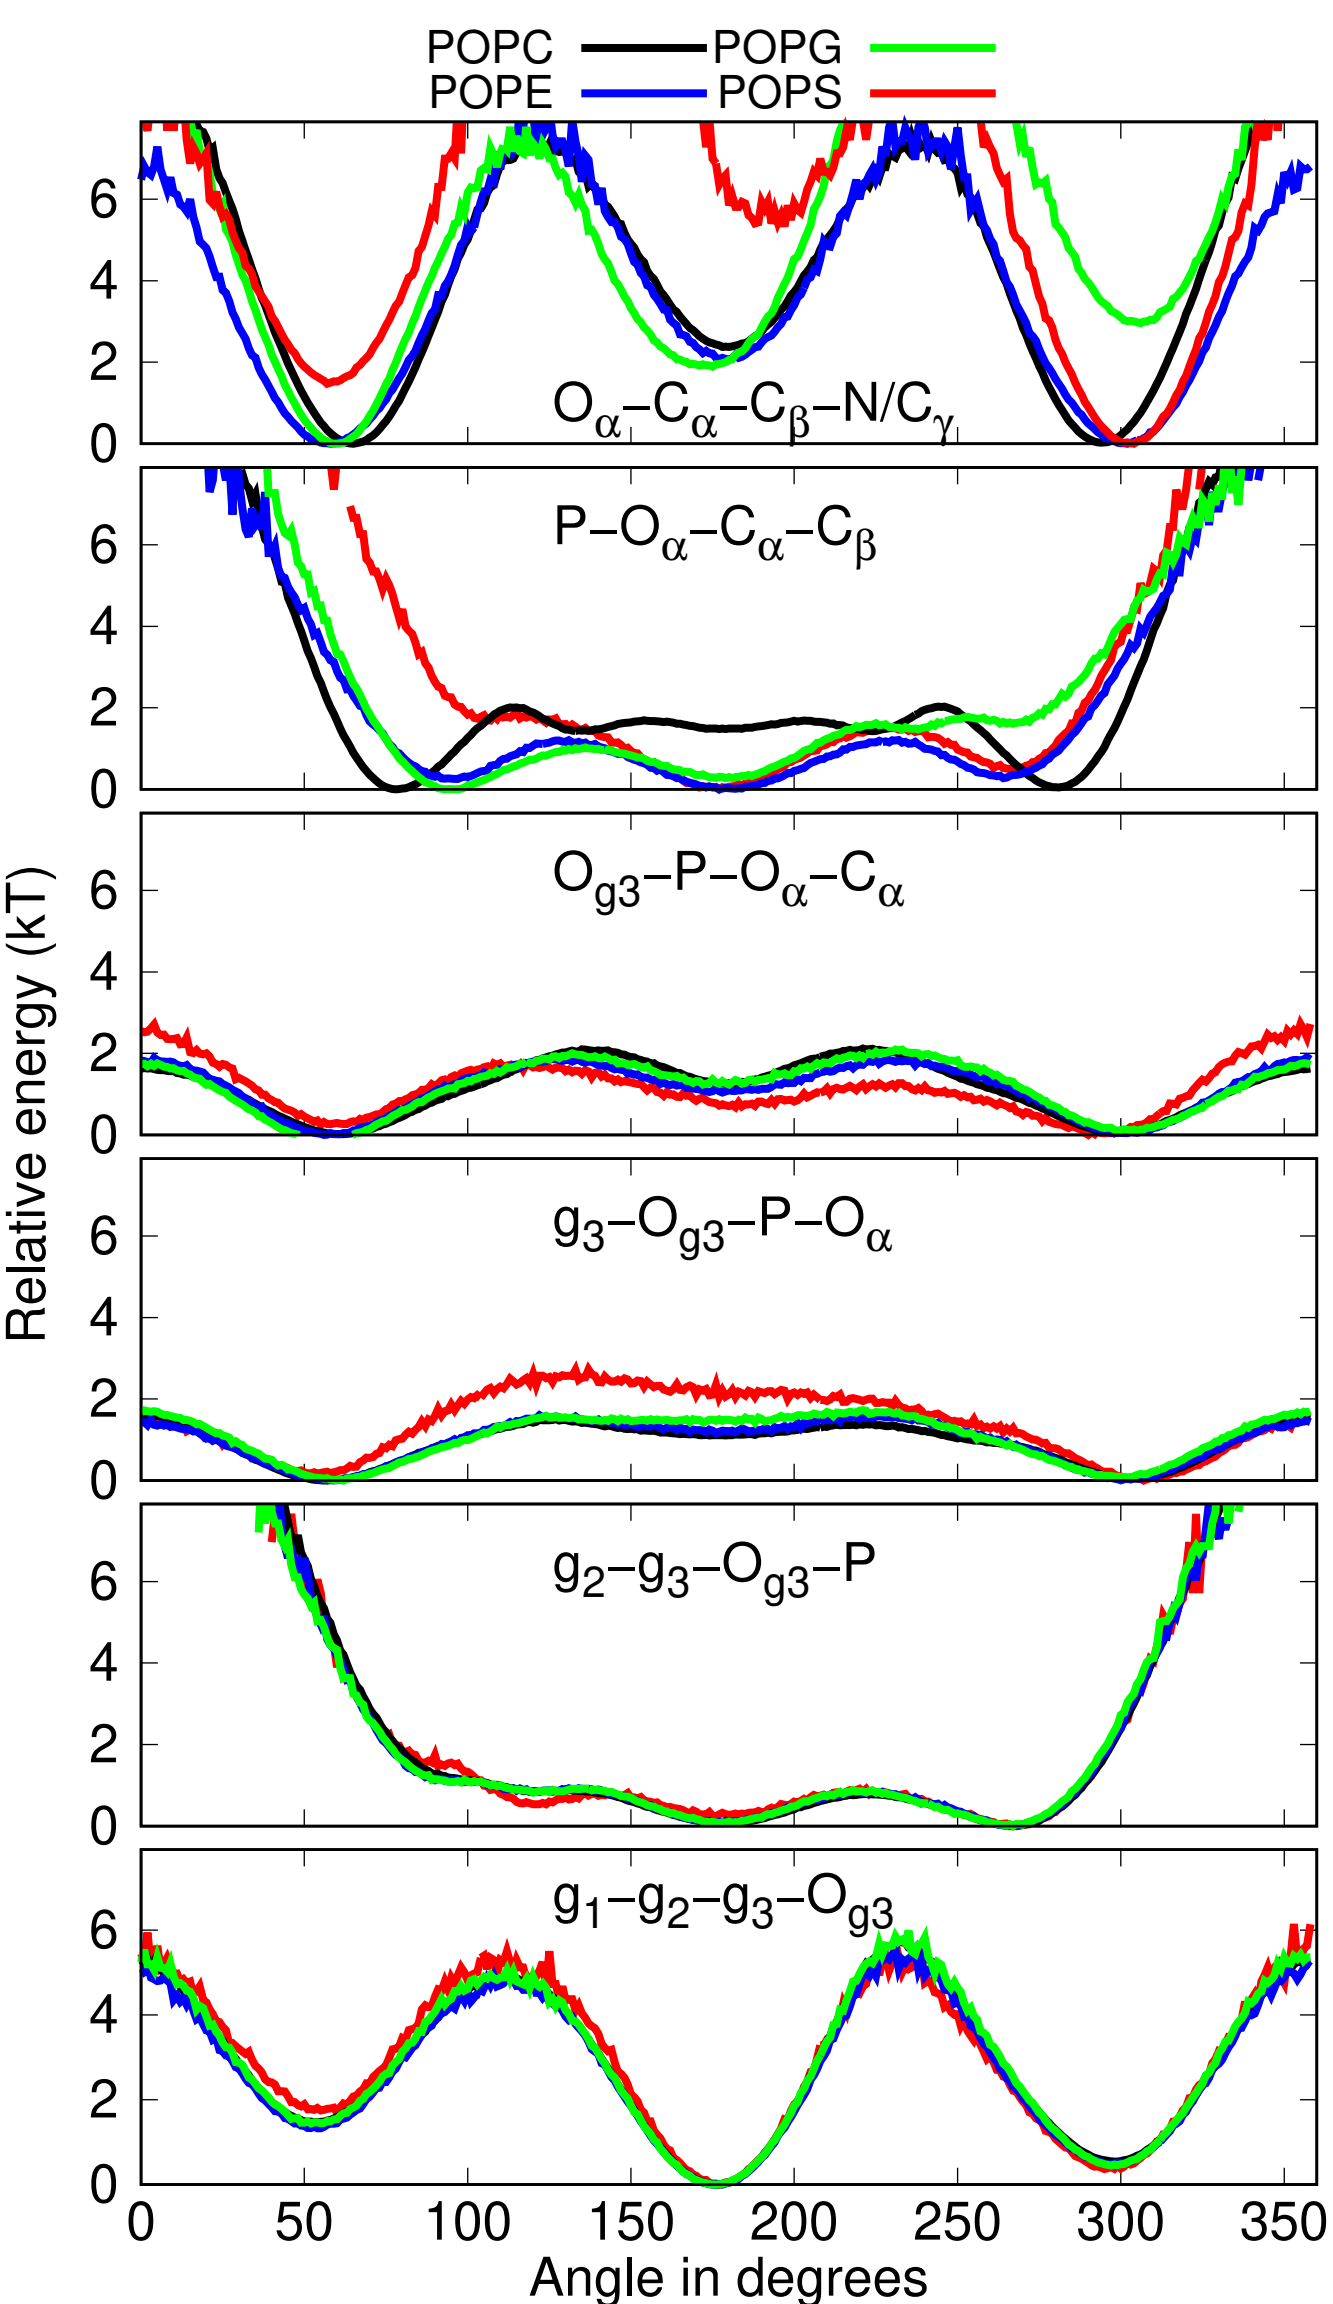 POPC POPG
POPE POPS
6
4
2
0
Oα–Cα–Cβ–N/Cγ
6
4
2
0
P–Oα–Cα–Cβ
6
4
2
0
Og3–P–Oα–Cα
Relative energy (kT)
6
4
2
0
g3–Og3–P–Oα
6
4
2
0
g2–g3–Og3–P
6
4
2
0
g1–g2–g3–Og3
0 50 100 150 200 250 300 350
Angle in degrees